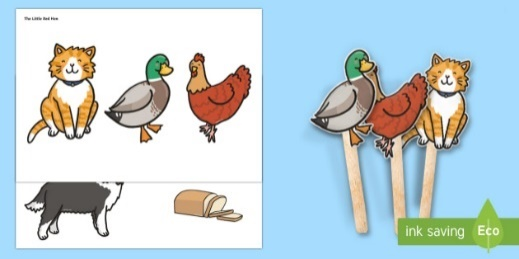 The Little Red Hen
ink saving Eco